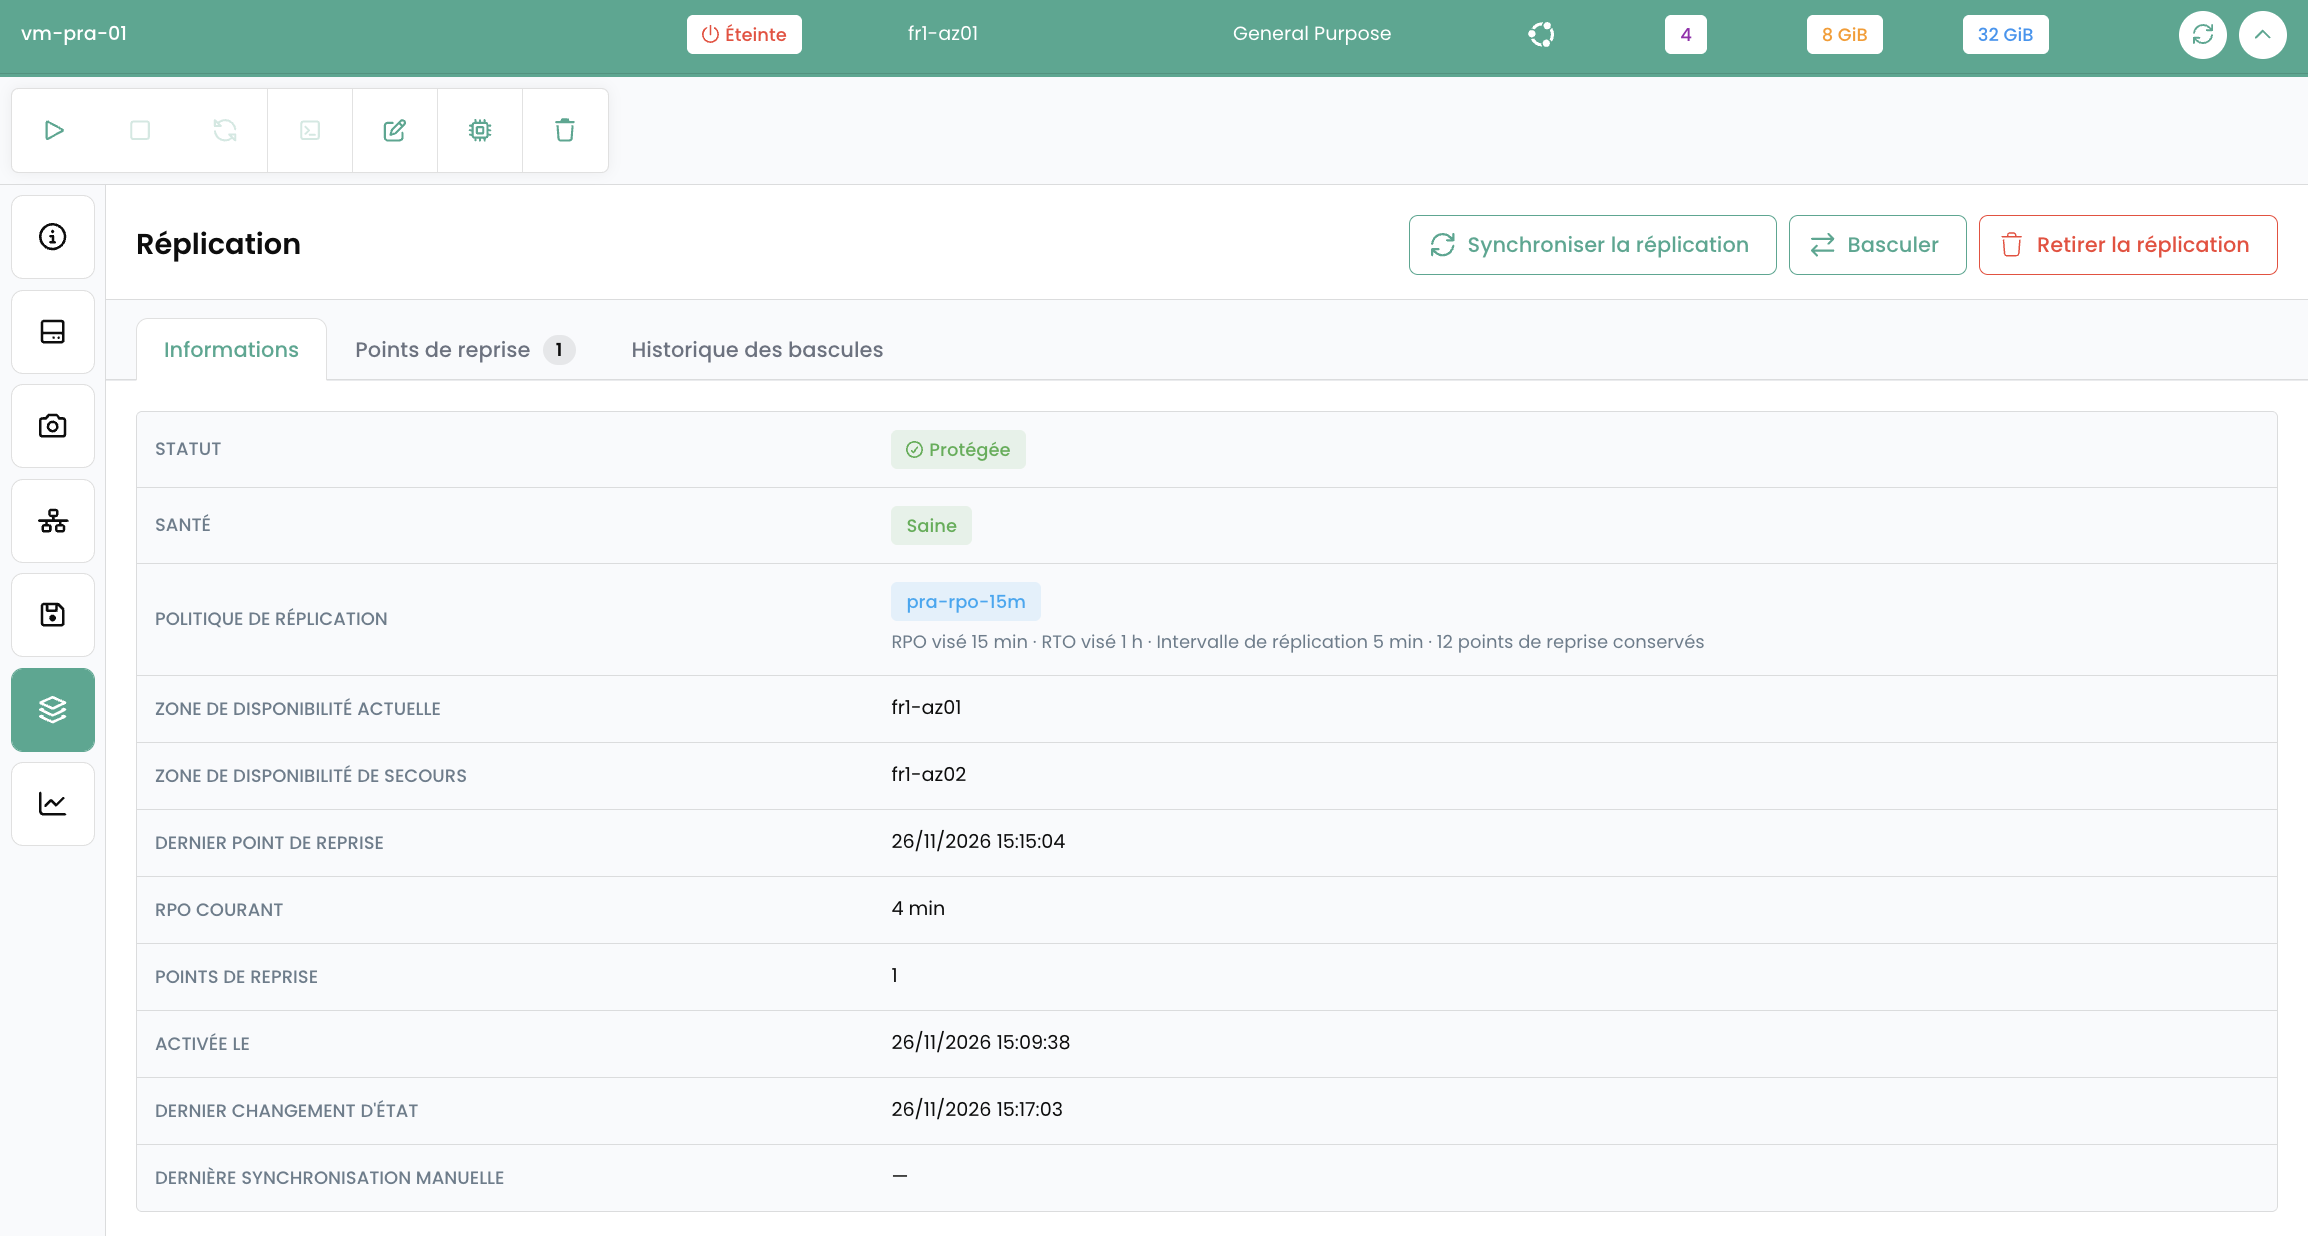 vm-pra-01 Éteinte fr1-az01 General Purpose 4 8 GiB 32 GiB
Réplication Synchroniser la réplication Basculer Retirer la réplication
Informations Points de reprise 1 Historique des bascules
STATUT Protégée
SANTÉ Saine
POLITIQUE DE RÉPLICATION pra-rpo-15m
RPO visé 15 min · RTO visé 1 h · Intervalle de réplication 5 min · 12 points de reprise conservés
ZONE DE DISPONIBILITÉ ACTUELLE fr1-az01
ZONE DE DISPONIBILITÉ DE SECOURS fr1-az02
DERNIER POINT DE REPRISE 26/11/2026 15:15:04
RPO COURANT 4 min
POINTS DE REPRISE 1
ACTIVÉE LE 26/11/2026 15:09:38
DERNIER CHANGEMENT D'ÉTAT 26/11/2026 15:17:03
DERNIÈRE SYNCHRONISATION MANUELLE —